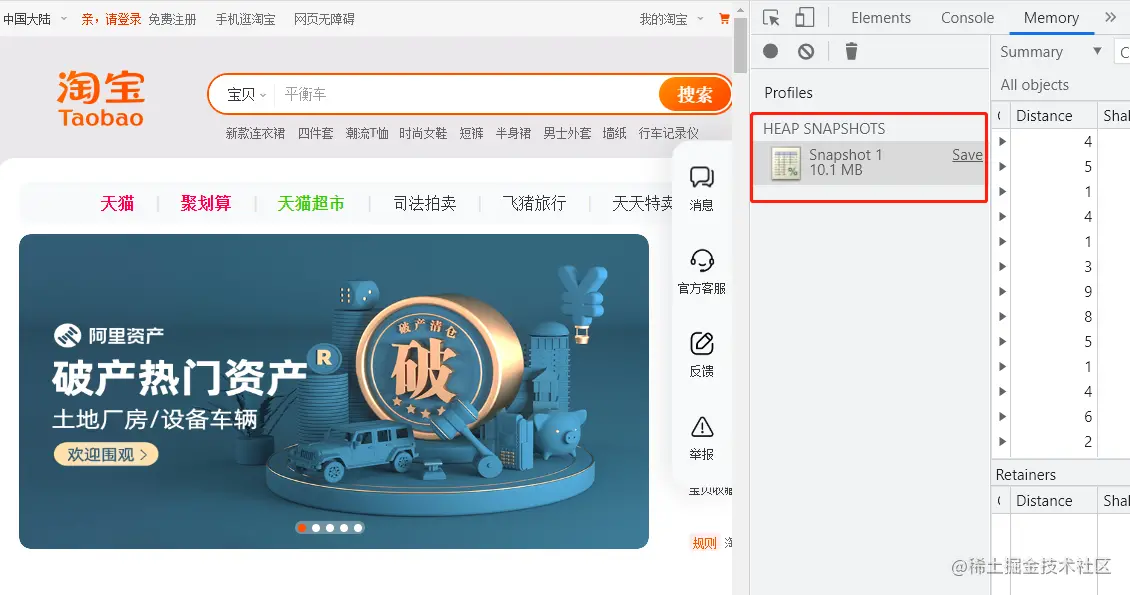 中国大陆 亲，请登录 免费注册 手机逛淘宝 网页无障碍 我的淘宝
淘宝
Taobao
宝贝 平衡车 搜索
新款连衣裙 四件套 潮流T恤 时尚女鞋 短裤 半身裙 男士外套 墙纸 行车记录仪
天猫 聚划算 天猫超市 司法拍卖 飞猪旅行 天天特卖
阿里资产
破产热门资产
土地厂房/设备车辆
欢迎围观 >
破产清仓
破
R
消息
官方客服
反馈
举报
宝贝收藏
规则
Elements Console Memory
Profiles
HEAP SNAPSHOTS
Snapshot 1 Save
10.1 MB
Summary
All objects
Distance Shal
4
5
1
4
1
3
9
8
5
1
4
6
2
Retainers
Distance Shal
@稀土掘金技术社区